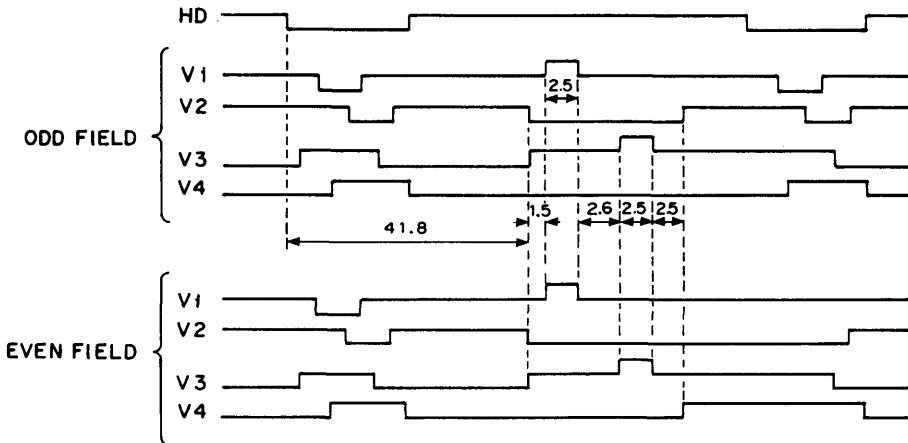 HD
V1
2.5
V2
ODD FIELD
V3
V4
1.5 2.6 2.5 2.5
41.8
V1
V2
EVEN FIELD
V3
V4